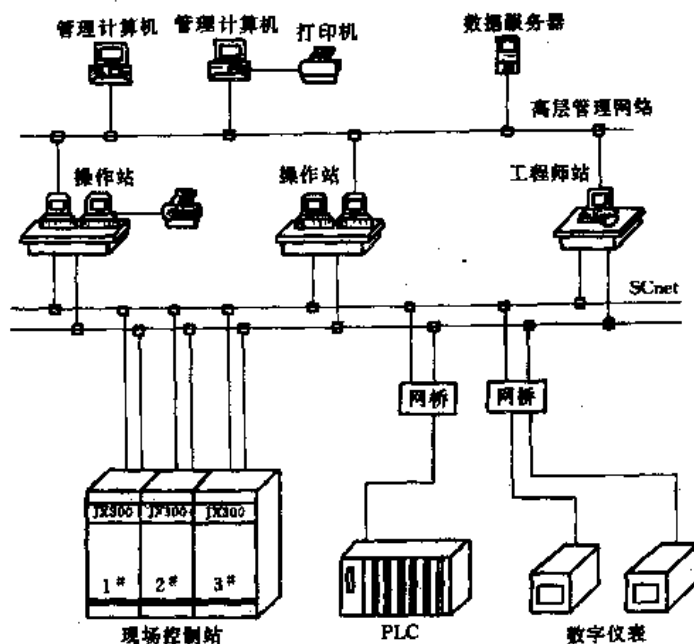 管理计算机
管理计算机
打印机
数据服务器
高层管理网络
操作站
操作站
工程师站
SCnet
网桥
网桥
JX300
JX300
JX300
1#
2#
3#
现场控制站
PLC
数字仪表